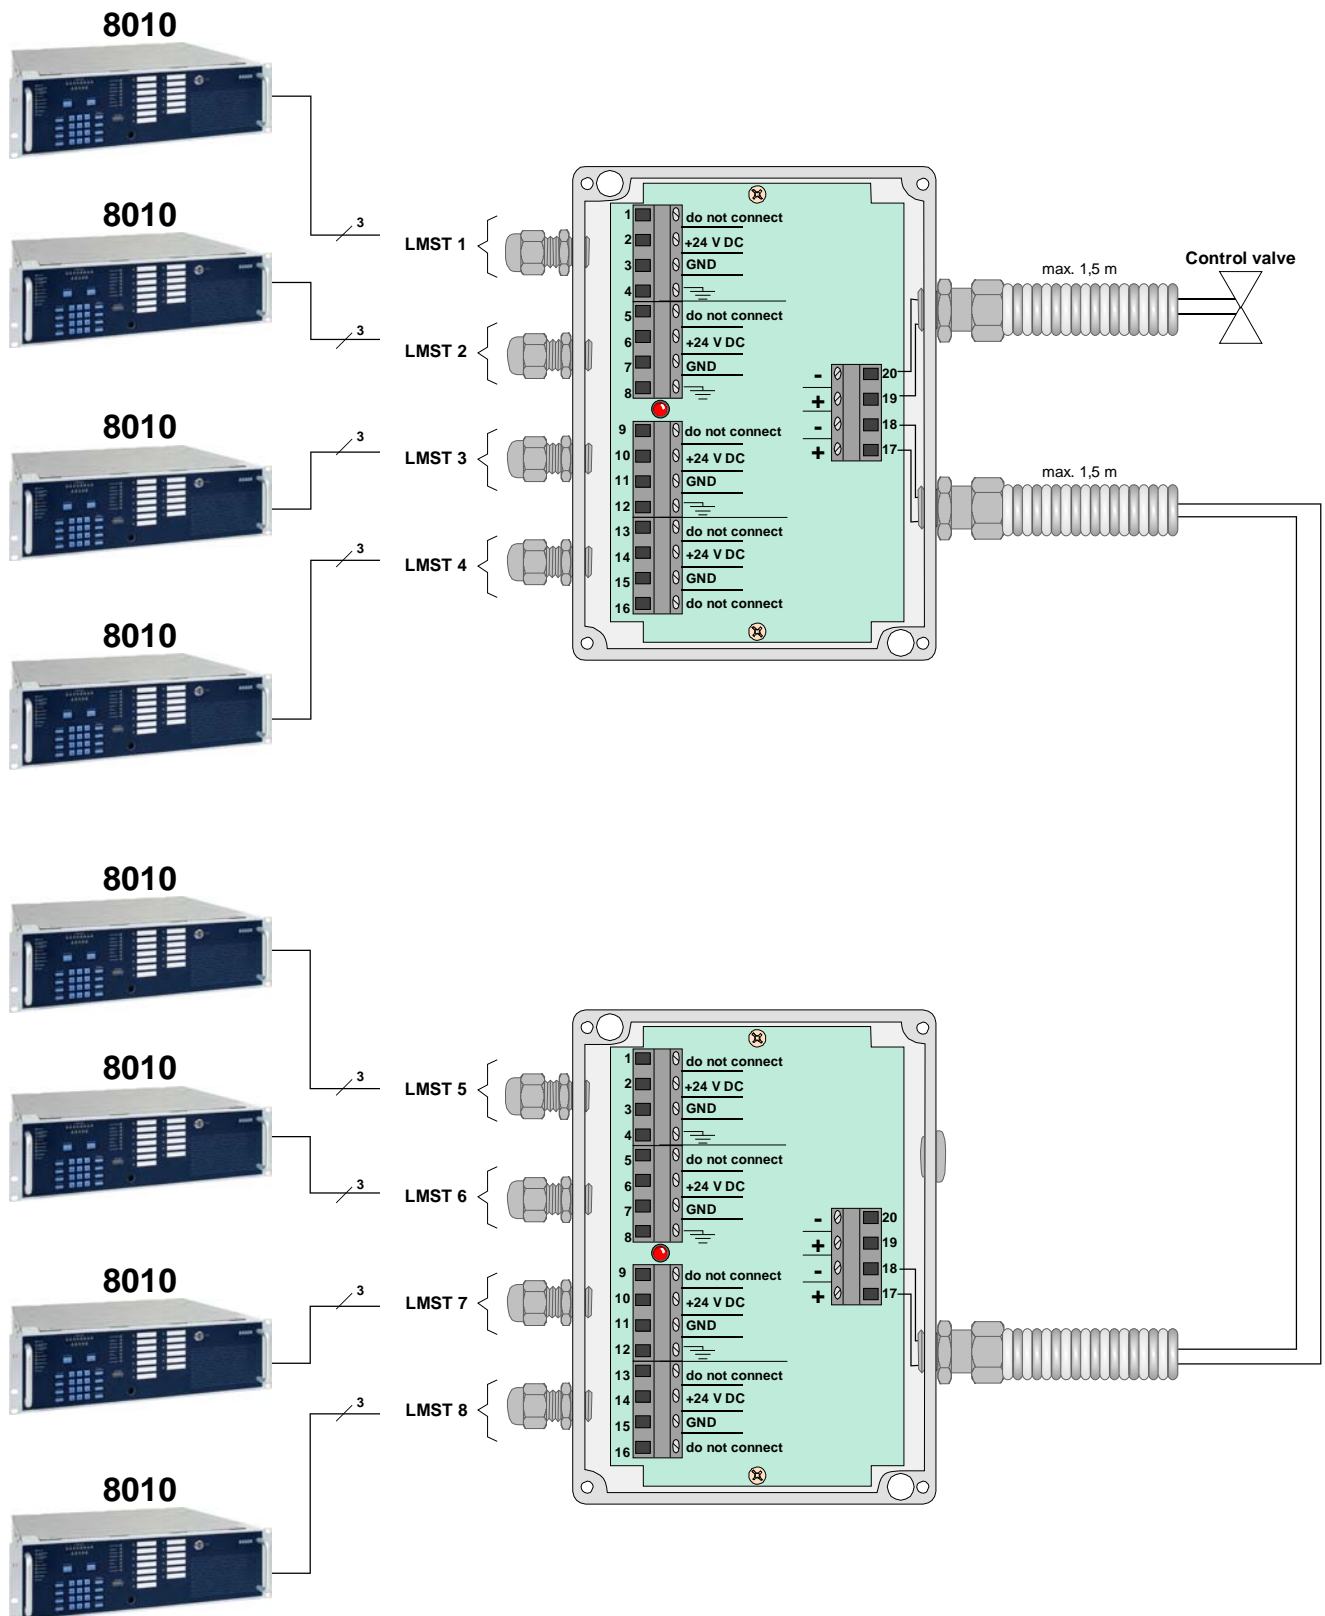 8010
8010
8010
8010
3
LMST 1
3
LMST 2
3
LMST 3
3
LMST 4
1 do not connect
2 +24 V DC
3 GND
4
5 do not connect
6 +24 V DC
7 GND
8
9 do not connect
10 +24 V DC
11 GND
12
13 do not connect
14 +24 V DC
15 GND
16 do not connect
- 20
+ 19
- 18
+ 17
max. 1,5 m
Control valve
max. 1,5 m
8010
8010
8010
8010
3
LMST 5
3
LMST 6
3
LMST 7
3
LMST 8
1 do not connect
2 +24 V DC
3 GND
4
5 do not connect
6 +24 V DC
7 GND
8
9 do not connect
10 +24 V DC
11 GND
12
13 do not connect
14 +24 V DC
15 GND
16 do not connect
- 20
+ 19
- 18
+ 17